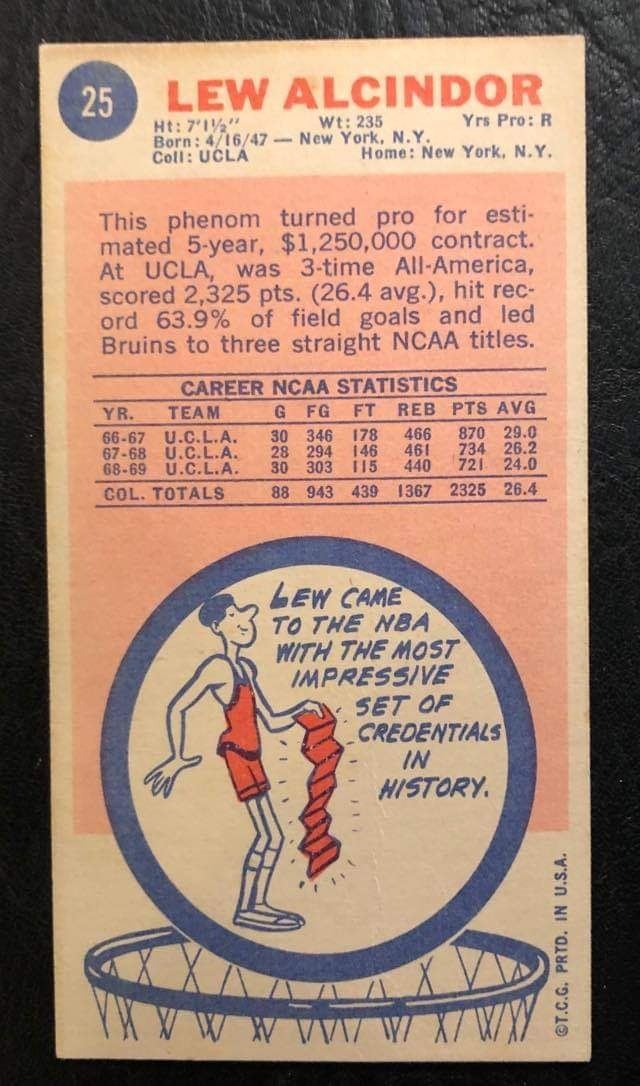 25
LEW ALCINDOR
Ht: 7'1½" Wt: 235 Yrs Pro: R
Born: 4/16/47 — New York, N.Y.
Coll: UCLA Home: New York, N.Y.
This phenom turned pro for esti-
mated 5-year, $1,250,000 contract.
At UCLA, was 3-time All-America,
scored 2,325 pts. (26.4 avg.), hit rec-
ord 63.9% of field goals and led
Bruins to three straight NCAA titles.
CAREER NCAA STATISTICS
YR. TEAM G FG FT REB PTS AVG
66-67 U.C.L.A. 30 346 178 466 870 29.0
67-68 U.C.L.A. 28 294 146 461 734 26.2
68-69 U.C.L.A. 30 303 115 440 721 24.0
COL. TOTALS 88 943 439 1367 2325 26.4
LEW CAME
TO THE NBA
WITH THE MOST
IMPRESSIVE
SET OF
CREDENTIALS
IN
HISTORY.
©T.C.G. PRTD. IN U.S.A.